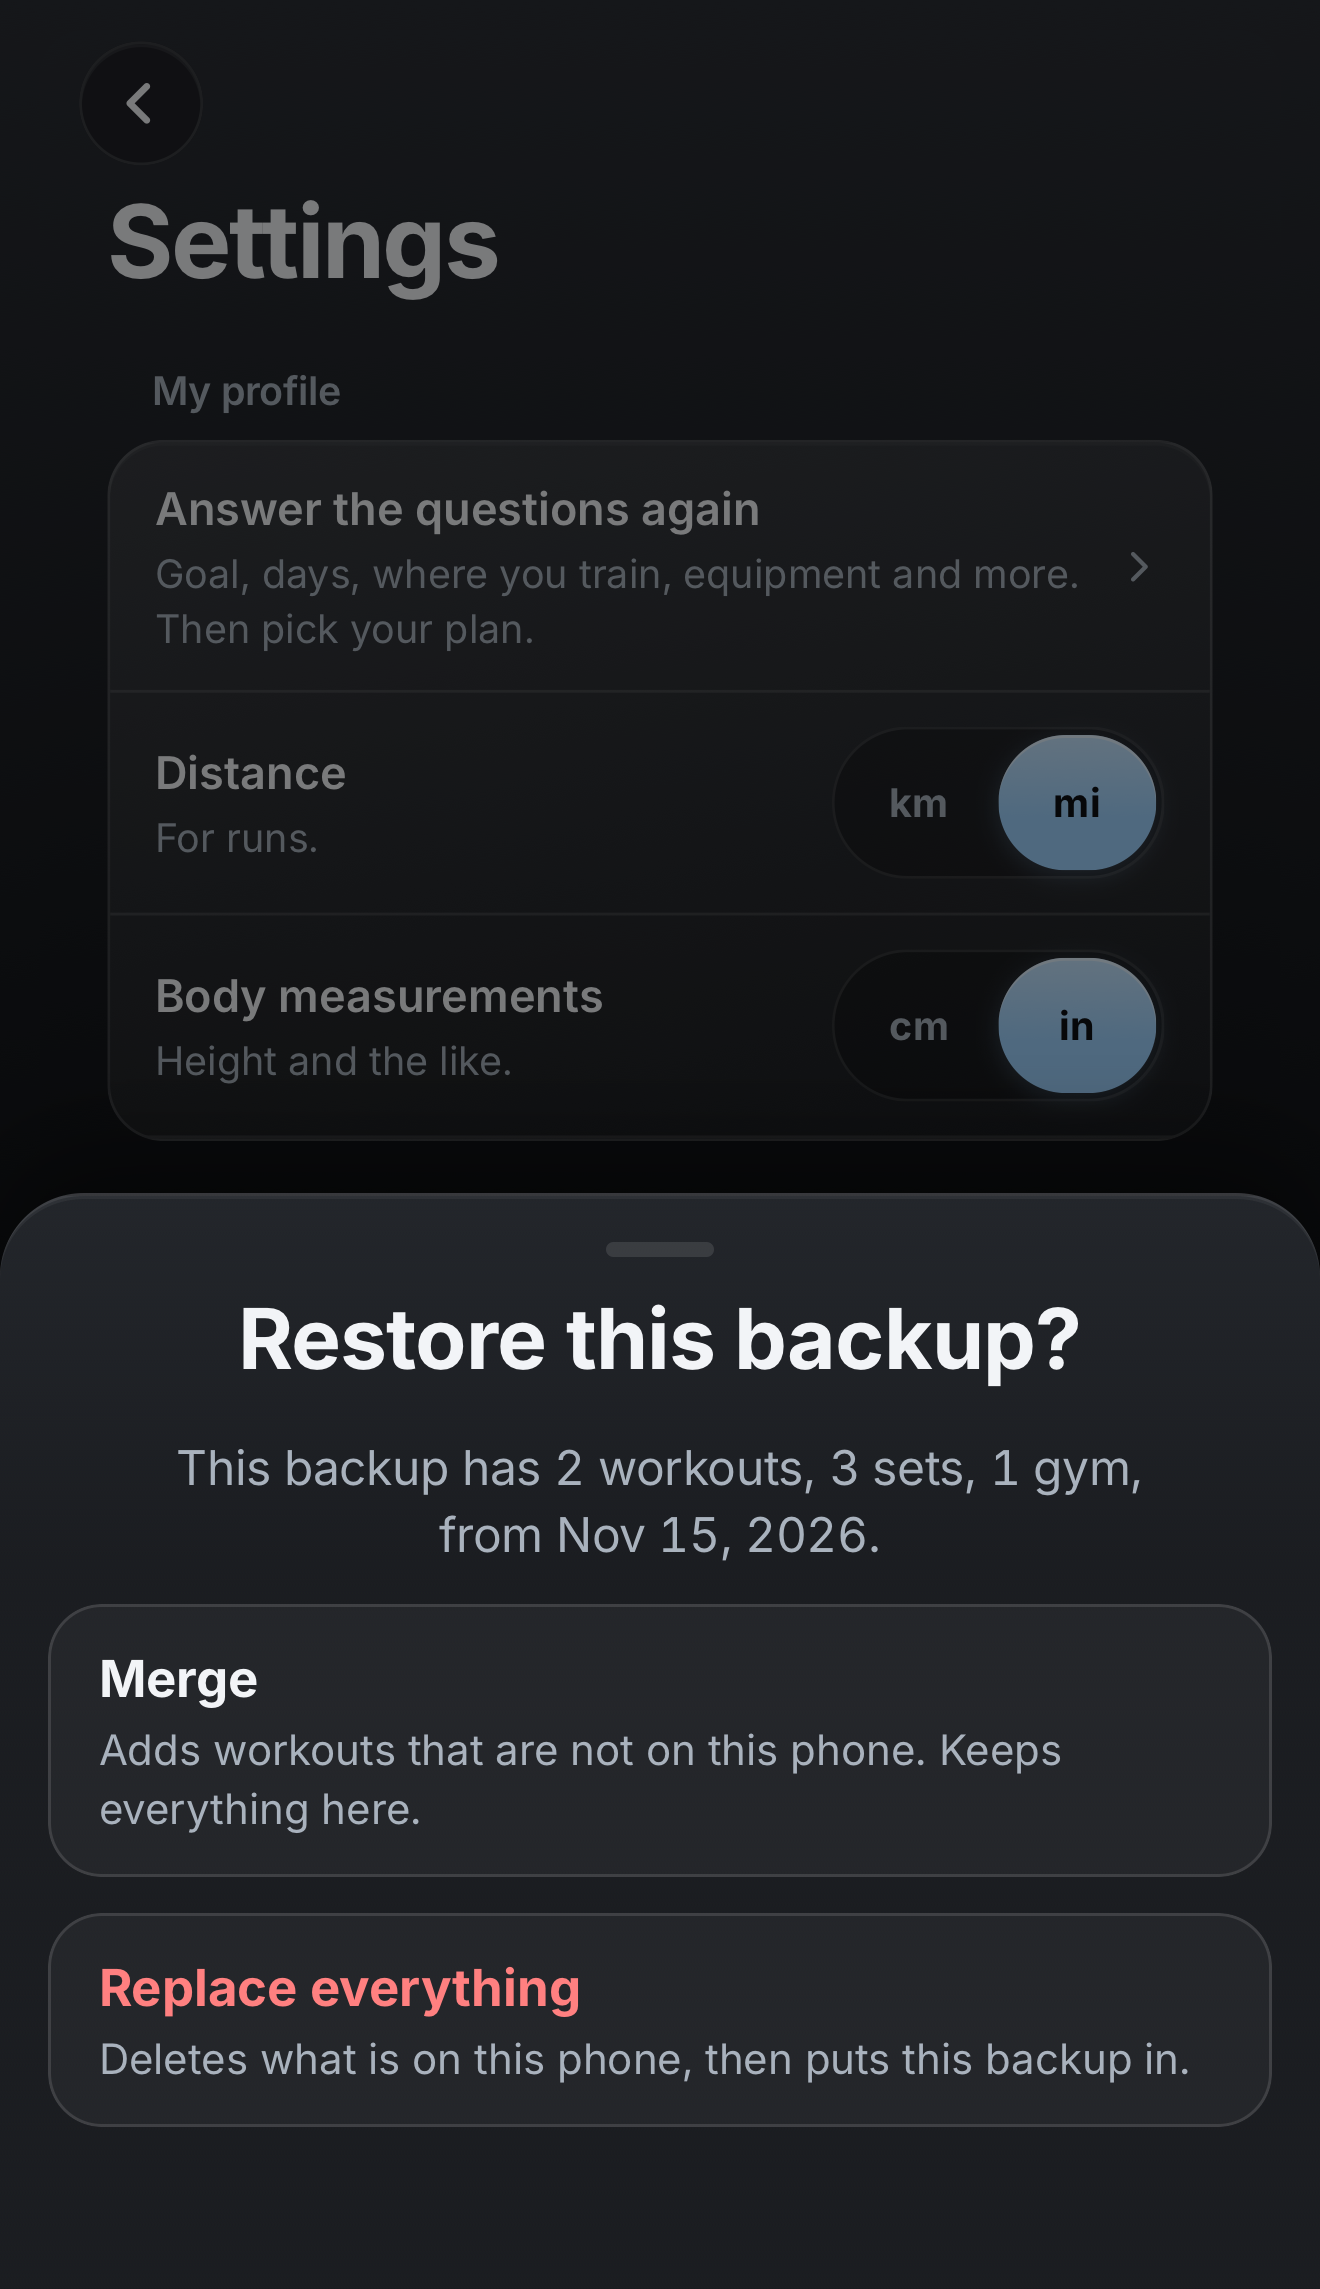 Settings
My profile
Answer the questions again
Goal, days, where you train, equipment and more.
Then pick your plan.
Distance
For runs.
km
mi
Body measurements
Height and the like.
cm
in
Restore this backup?
This backup has 2 workouts, 3 sets, 1 gym,
from Nov 15, 2026.
Merge
Adds workouts that are not on this phone. Keeps
everything here.
Replace everything
Deletes what is on this phone, then puts this backup in.